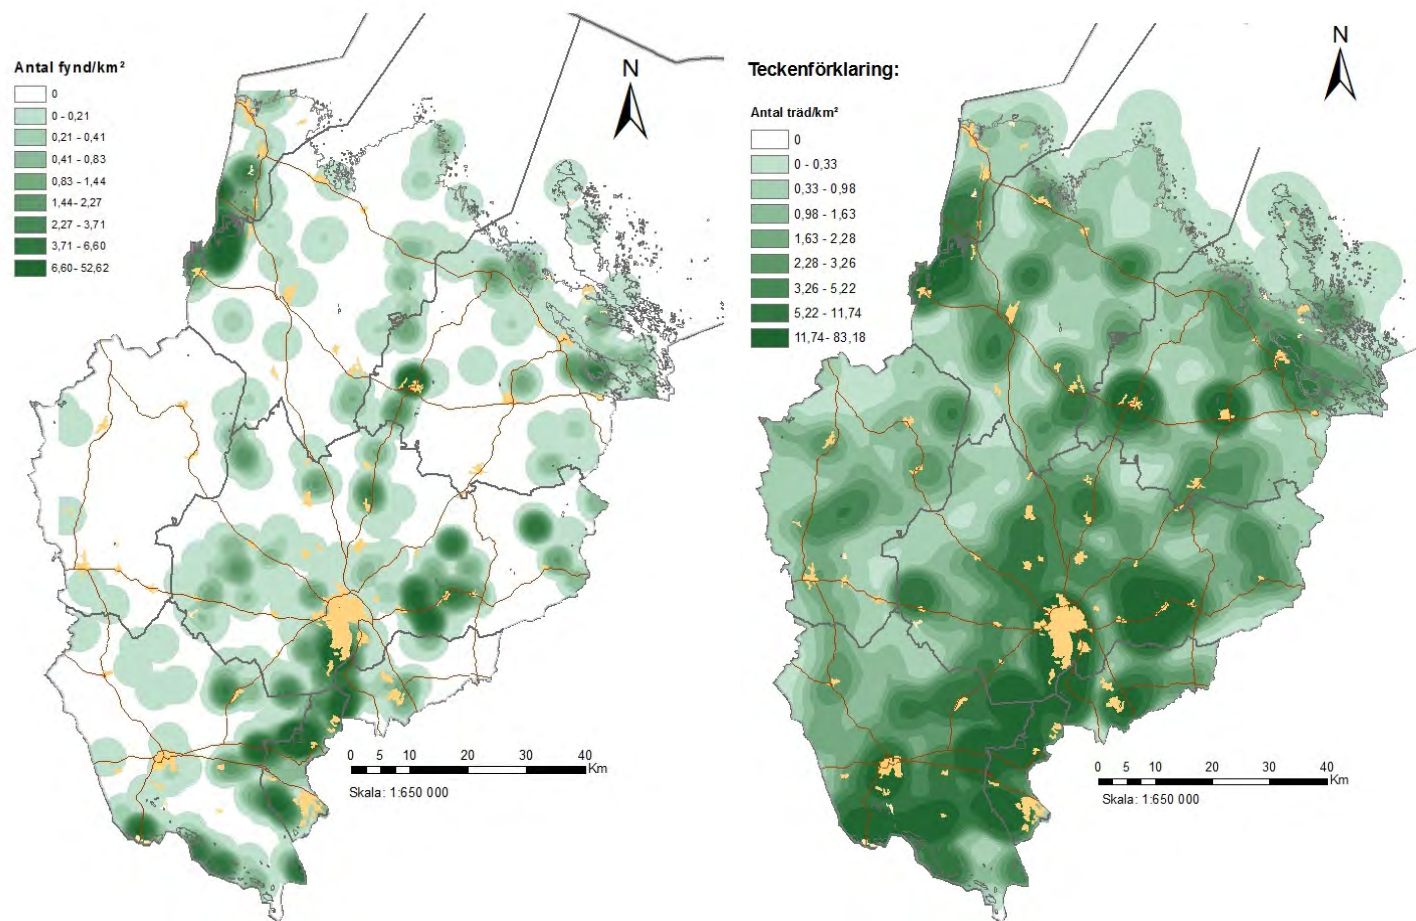 Antal fynd/km²
0
0 - 0,21
0,21 - 0,41
0,41 - 0,83
0,83 - 1,44
1,44 - 2,27
2,27 - 3,71
3,71 - 6,60
6,60- 52,62
N
0 5 10 20 30 40
Km
Skala: 1:650 000
Teckenförklaring:
Antal träd/km²
0
0 - 0,33
0,33 - 0,98
0,98 - 1,63
1,63 - 2,28
2,28 - 3,26
3,26 - 5,22
5,22 - 11,74
11,74- 83,18
N
0 5 10 20 30 40
Km
Skala: 1:650 000